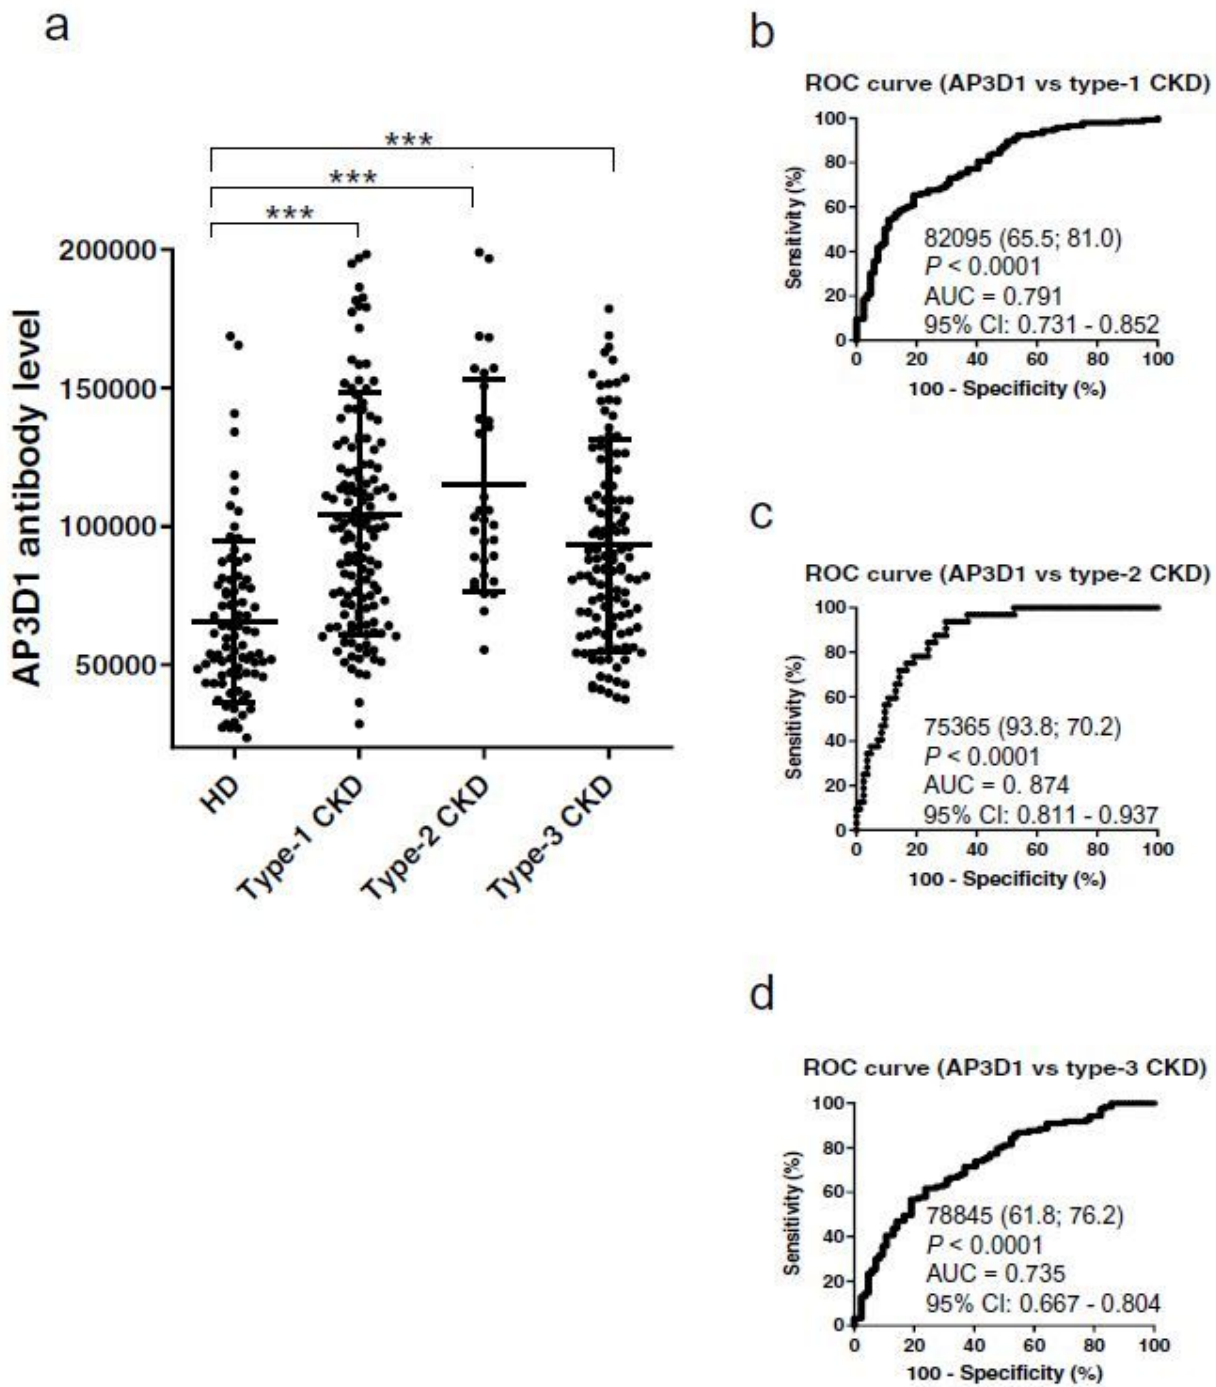 a
***
***
***
200000
150000
100000
50000
AP3D1 antibody level
HD
Type-1 CKD
Type-2 CKD
Type-3 CKD
b
ROC curve (AP3D1 vs type-1 CKD)
100
80
60
40
20
0
Sensitivity (%)
82095 (65.5; 81.0)
P < 0.0001
AUC = 0.791
95% CI: 0.731 - 0.852
0 20 40 60 80 100
100 - Specificity (%)
c
ROC curve (AP3D1 vs type-2 CKD)
100
80
60
40
20
0
Sensitivity (%)
75365 (93.8; 70.2)
P < 0.0001
AUC = 0. 874
95% CI: 0.811 - 0.937
0 20 40 60 80 100
100 - Specificity (%)
d
ROC curve (AP3D1 vs type-3 CKD)
100
80
60
40
20
0
Sensitivity (%)
78845 (61.8; 76.2)
P < 0.0001
AUC = 0.735
95% CI: 0.667 - 0.804
0 20 40 60 80 100
100 - Specificity (%)